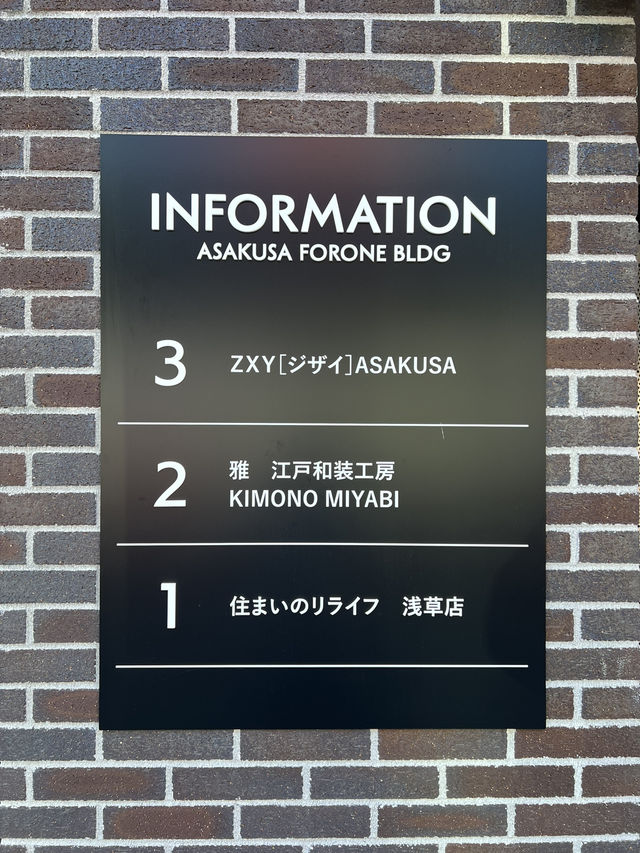 INFORMATION
ASAKUSA FORONE BLDG
3 ZXY[ジザイ]ASAKUSA
2 雅　江戸和装工房
KIMONO MIYABI
1 住まいのリライフ　浅草店